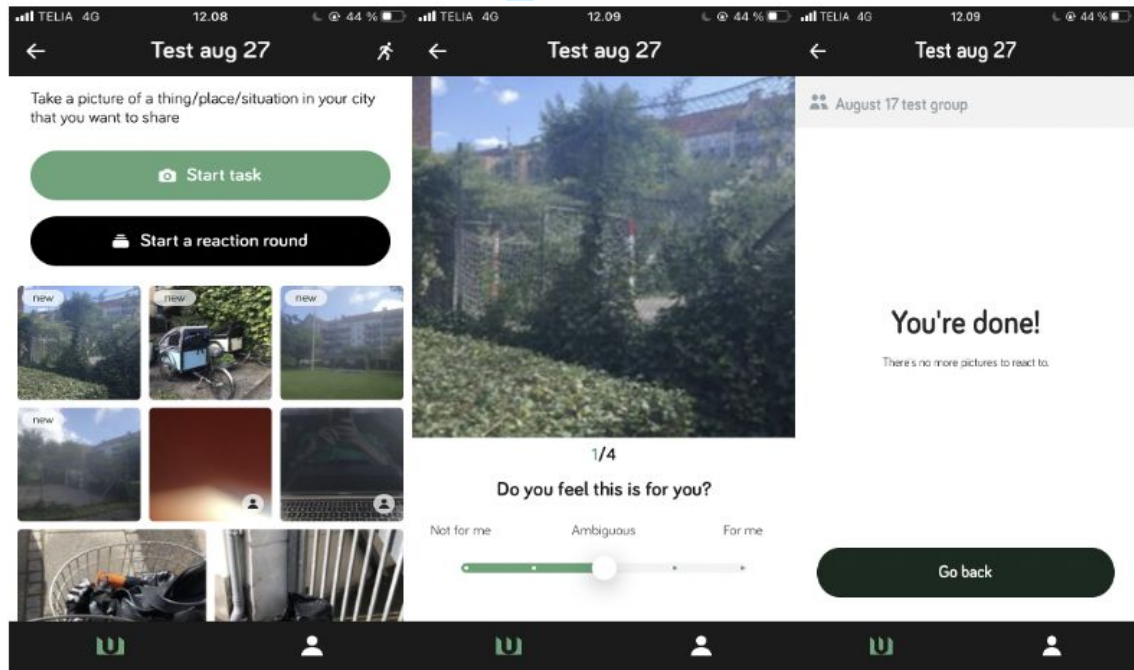 TELIA 4G 12.08 44 %
Test aug 27
Take a picture of a thing/place/situation in your city
that you want to share
Start task
Start a reaction round
new new new
new
TELIA 4G 12.09 44 %
Test aug 27
1/4
Do you feel this is for you?
Not for me Ambiguous For me
TELIA 4G 12.09 44 %
Test aug 27
August 17 test group
You're done!
There's no more pictures to react to.
Go back